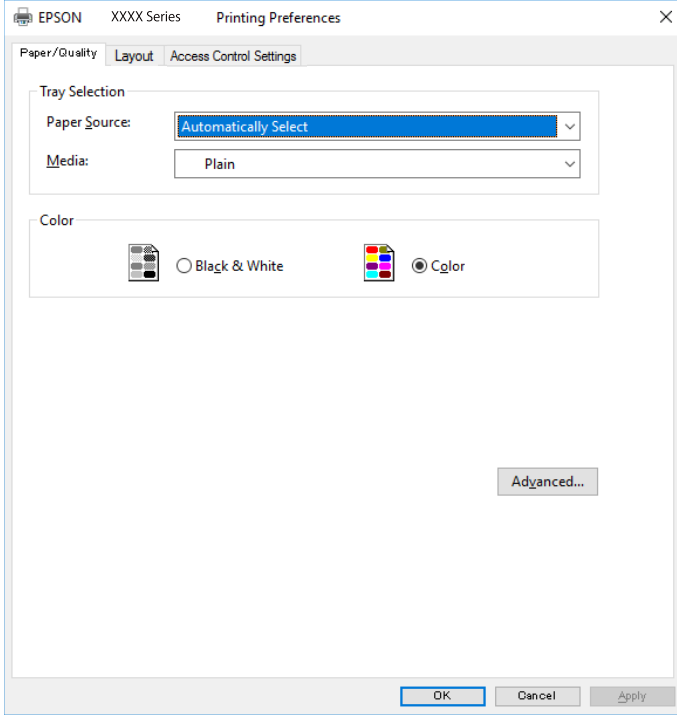 EPSON XXXX Series Printing Preferences
Paper/Quality Layout Access Control Settings
Tray Selection
Paper Source: Automatically Select
Media: Plain
Color
Black & White Color
Advanced...
OK Cancel Apply